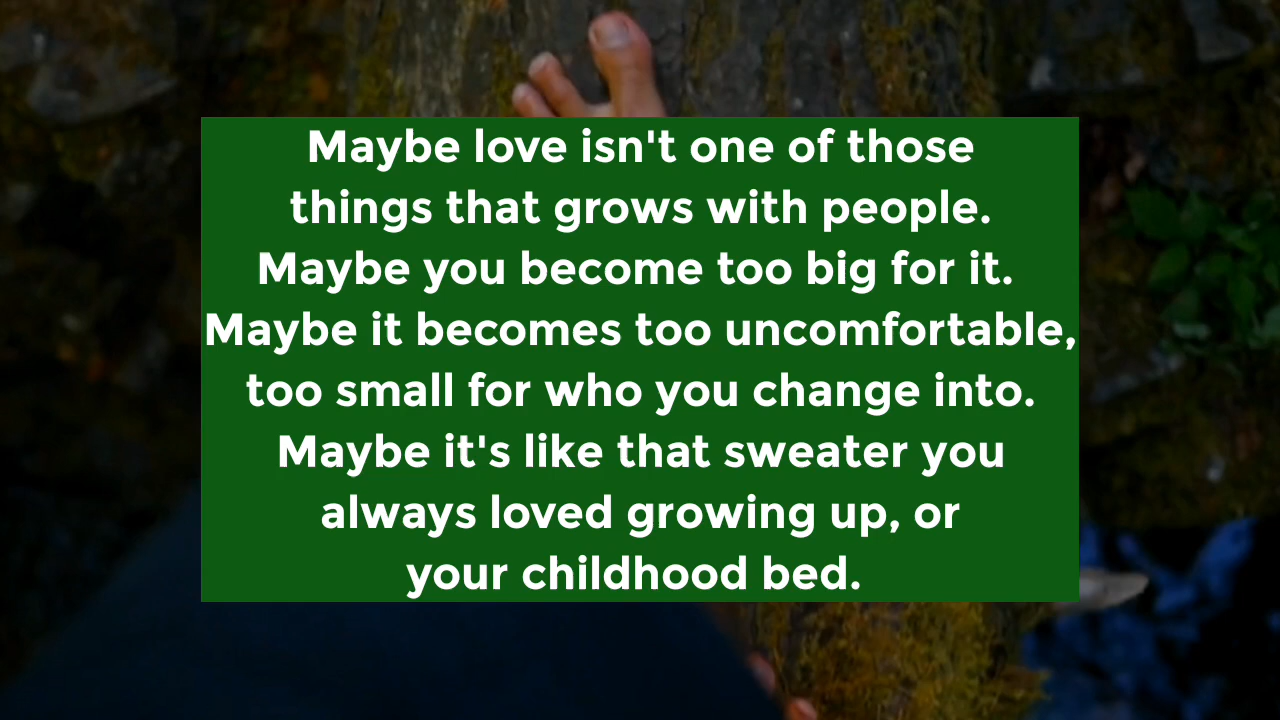 Maybe love isn't one of those
things that grows with people.
Maybe you become too big for it.
Maybe it becomes too uncomfortable,
too small for who you change into.
Maybe it's like that sweater you
always loved growing up, or
your childhood bed.